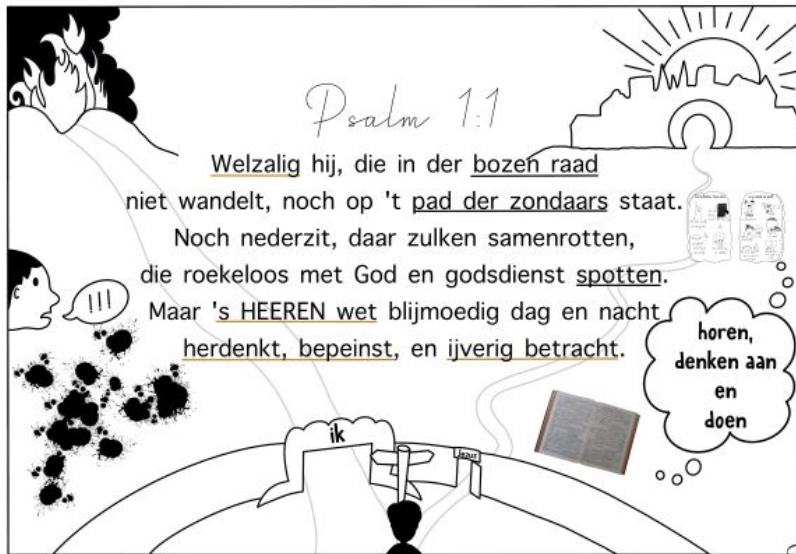 Psalm 1:1
Welzalig hij, die in der bozen raad
niet wandelt, noch op 't pad der zondaars staat.
Noch nederzit, daar zulken samenrotten,
die roekeloos met God en godsdienst spotten.
Maar 's HEEREN wet blijmoedig dag en nacht
herdenkt, bepeinst, en ijverig betracht.
!!!
horen,
denken aan
en
doen
ik
Jezus